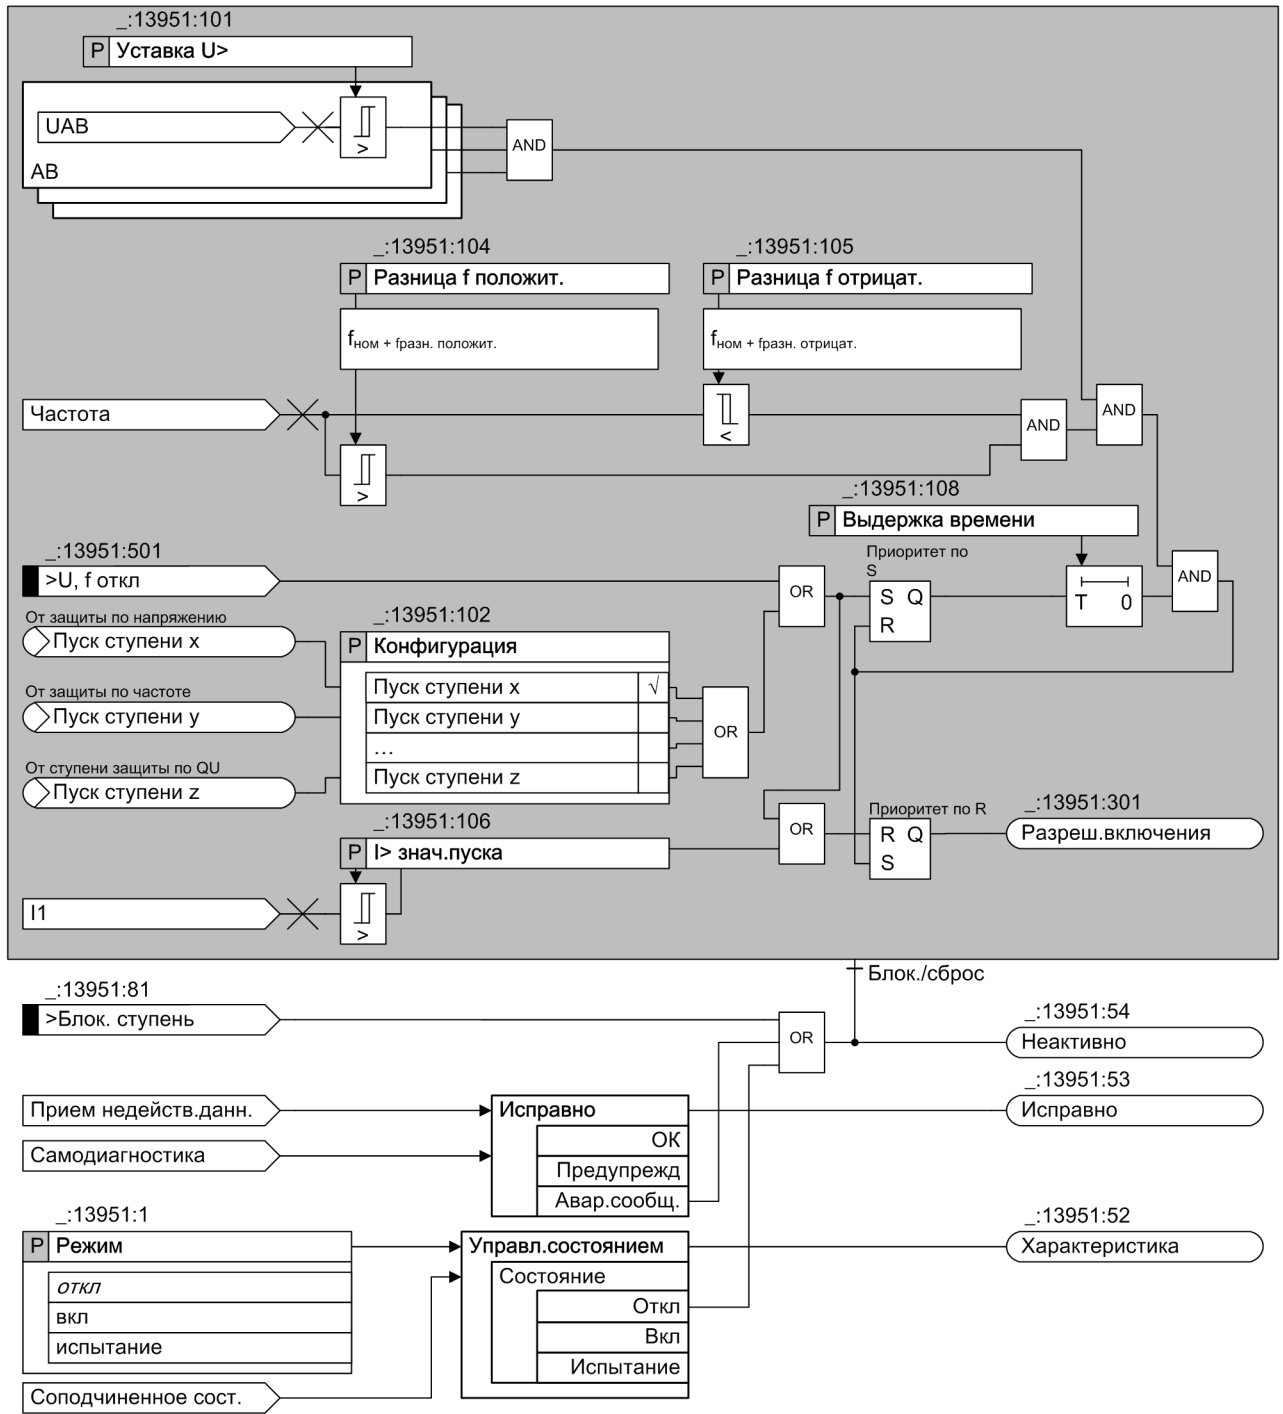 _:13951:101
P Уставка U>
UAB
>
AB
AND
_:13951:104
P Разница f положит.
fном + fразн. положит.
_:13951:105
P Разница f отрицат.
fном + fразн. отрицат.
Частота
<
>
AND
AND
_:13951:108
P Выдержка времени
_:13951:501
>U, f откл
OR
Приоритет по
S
S Q
R
T 0
AND
От защиты по напряжению
Пуск ступени x
От защиты по частоте
Пуск ступени y
От ступени защиты по QU
Пуск ступени z
_:13951:102
P Конфигурация
Пуск ступени x √
Пуск ступени y
...
Пуск ступени z
OR
_:13951:106
P I> знач.пуска
I1
>
OR
Приоритет по R
R Q
S
_:13951:301
Разреш.включения
Блок./сброс
_:13951:81
>Блок. ступень
OR
_:13951:54
Неактивно
_:13951:53
Исправно
Прием недейств.данн.
Самодиагностика
Исправно
ОК
Предупрежд
Авар.сообщ.
_:13951:1
P Режим
откл
вкл
испытание
Соподчиненное сост.
Управл.состоянием
Состояние
Откл
Вкл
Испытание
_:13951:52
Характеристика